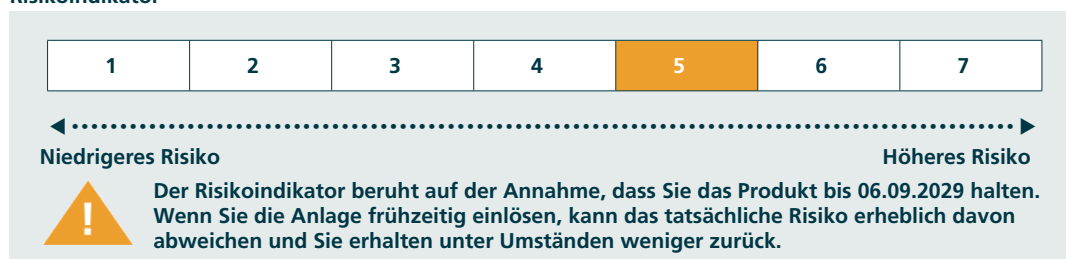 Risikoindikator
1 2 3 4 5 6 7
Niedrigeres Risiko Höheres Risiko
! Der Risikoindikator beruht auf der Annahme, dass Sie das Produkt bis 06.09.2029 halten.
Wenn Sie die Anlage frühzeitig einlösen, kann das tatsächliche Risiko erheblich davon
abweichen und Sie erhalten unter Umständen weniger zurück.